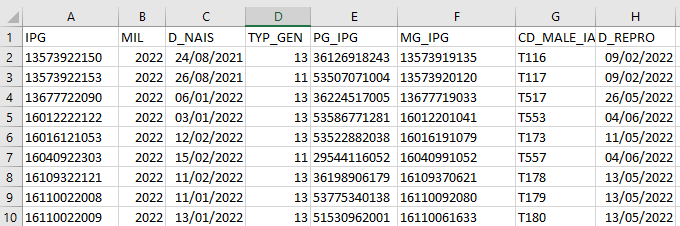 A B C D E F G H
1 IPG MIL D_NAIS TYP_GEN PG_IPG MG_IPG CD_MALE_IA D_REPRO
2 13573922150 2022 24/08/2021 13 36126918243 13573919135 T116 09/02/2022
3 13573922153 2022 26/08/2021 11 53507071004 13573920120 T117 09/02/2022
4 13677722090 2022 06/01/2022 13 36224517005 13677719033 T517 26/05/2022
5 16012222122 2022 03/01/2022 13 53586771281 16012201041 T553 04/06/2022
6 16016121053 2022 12/02/2022 13 53522882038 16016191079 T173 11/05/2022
7 16040922303 2022 15/02/2022 11 29544116052 16040991052 T557 04/06/2022
8 16109322121 2022 11/02/2022 13 36198906179 16109370621 T178 13/05/2022
9 16110022008 2022 11/01/2022 13 53775340138 16110092080 T179 13/05/2022
10 16110022009 2022 13/01/2022 13 51530962001 16110061633 T180 13/05/2022